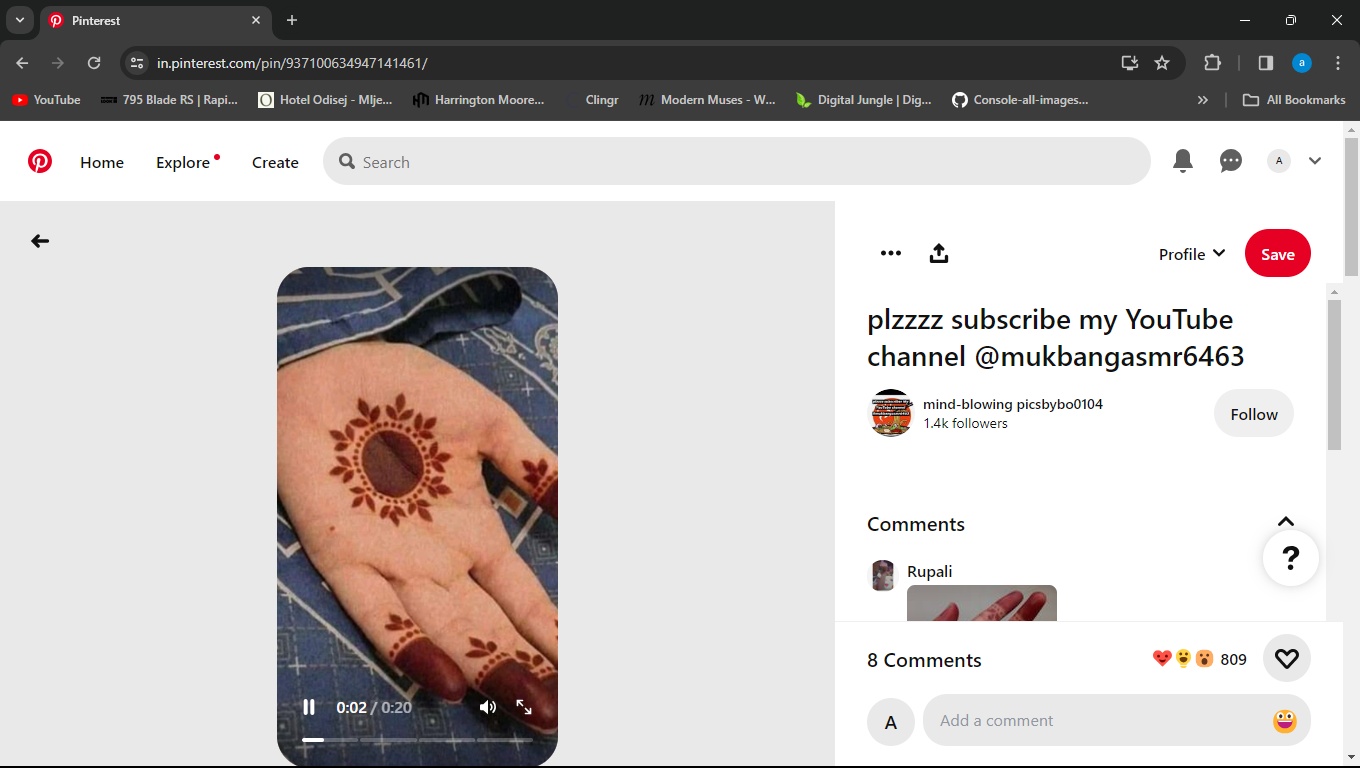 Pinterest
in.pinterest.com/pin/937100634947141461/
a
YouTube
795 Blade RS | Rapi...
Hotel Odisej - Mlje...
Harrington Moore...
Clingr
Modern Muses - W...
Digital Jungle | Dig...
Console-all-images...
All Bookmarks
Home
Explore
Create
Search
A
Profile
Save
plzzzz subscribe my YouTube
channel @mukbangasmr6463
mind-blowing picsbybo0104
1.4k followers
Follow
Comments
?
Rupali
0:02 / 0:20
8 Comments
809
A
Add a comment